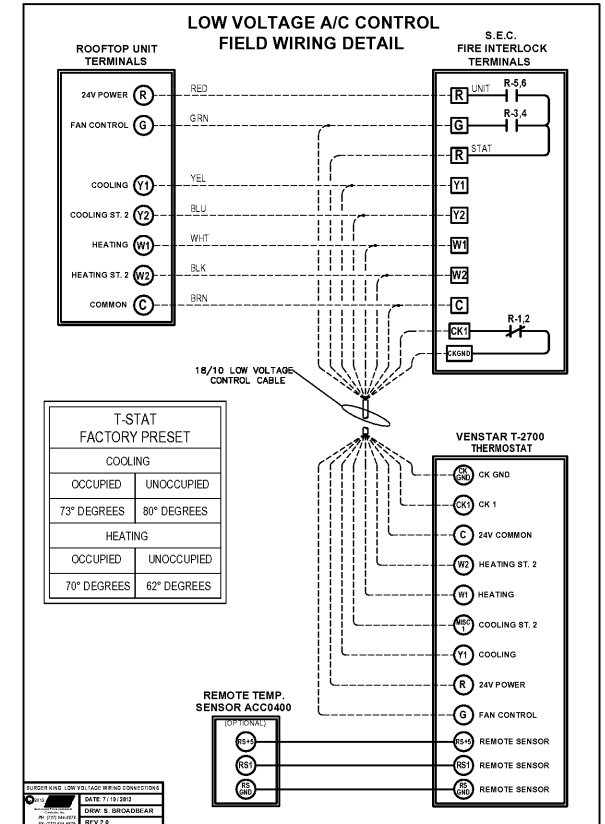 LOW VOLTAGE A/C CONTROL
FIELD WIRING DETAIL
ROOFTOP UNIT
TERMINALS
S.E.C.
FIRE INTERLOCK
TERMINALS
24V POWER R RED R UNIT R-5,6
FAN CONTROL G GRN G R-3,4
R STAT
COOLING Y1 YEL Y1
COOLING ST. 2 Y2 BLU Y2
HEATING W1 WHT W1
HEATING ST. 2 W2 BLK W2
COMMON C BRN C
CK1 R-1,2
CKGND
18/10 LOW VOLTAGE
CONTROL CABLE
T-STAT
FACTORY PRESET
COOLING
OCCUPIED UNOCCUPIED
73° DEGREES 80° DEGREES
HEATING
OCCUPIED UNOCCUPIED
70° DEGREES 62° DEGREES
VENSTAR T-2700
THERMOSTAT
CK GND CK GND
CK1 CK 1
C 24V COMMON
W2 HEATING ST. 2
W1 HEATING
MISC 1 COOLING ST. 2
Y1 COOLING
R 24V POWER
G FAN CONTROL
RS+5 REMOTE SENSOR
RS1 REMOTE SENSOR
RS GND REMOTE SENSOR
REMOTE TEMP.
SENSOR ACC0400
(OPTIONAL)
RS+5
RS1
RS GND
BURGER KING LOW VOLTAGE WIRING CONNECTIONS
DATE: 7/19/2012
DRW: S. BROADBEAR
REV 2.0